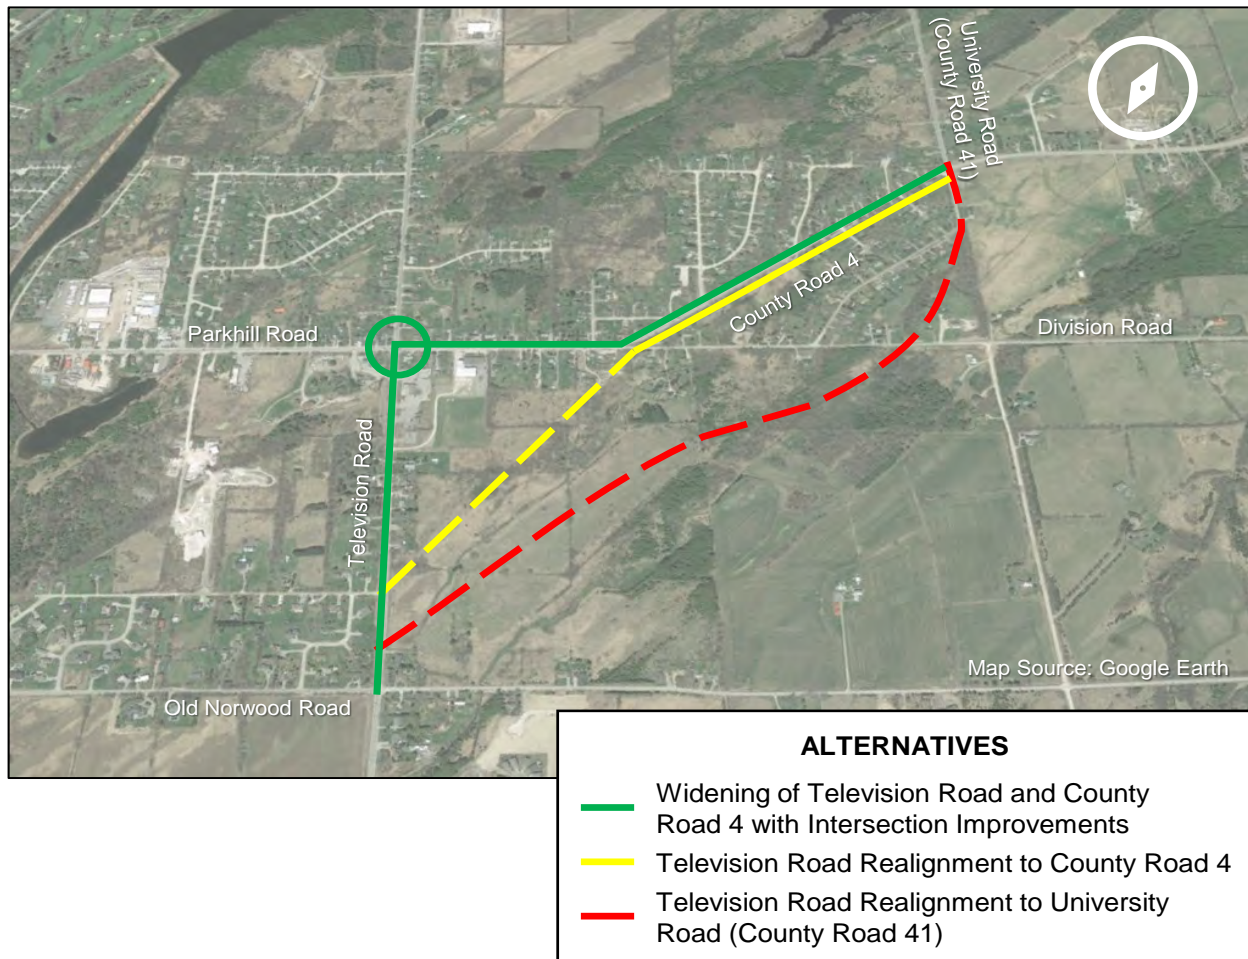 University Road
(County Road 41)
Parkhill Road
County Road 4
Division Road
Television Road
Map Source: Google Earth
Old Norwood Road
ALTERNATIVES
Widening of Television Road and County
Road 4 with Intersection Improvements
Television Road Realignment to County Road 4
Television Road Realignment to University
Road (County Road 41)